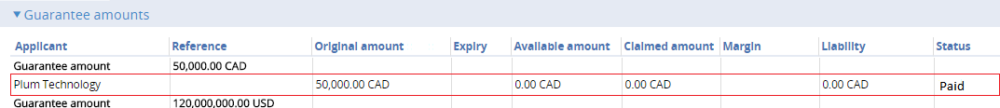 Guarantee amounts
Applicant Reference Original amount Expiry Available amount Claimed amount Margin Liability Status
Guarantee amount 50,000.00 CAD
Plum Technology 50,000.00 CAD 0.00 CAD 0.00 CAD 0.00 CAD Paid
Guarantee amount 120,000,000.00 USD